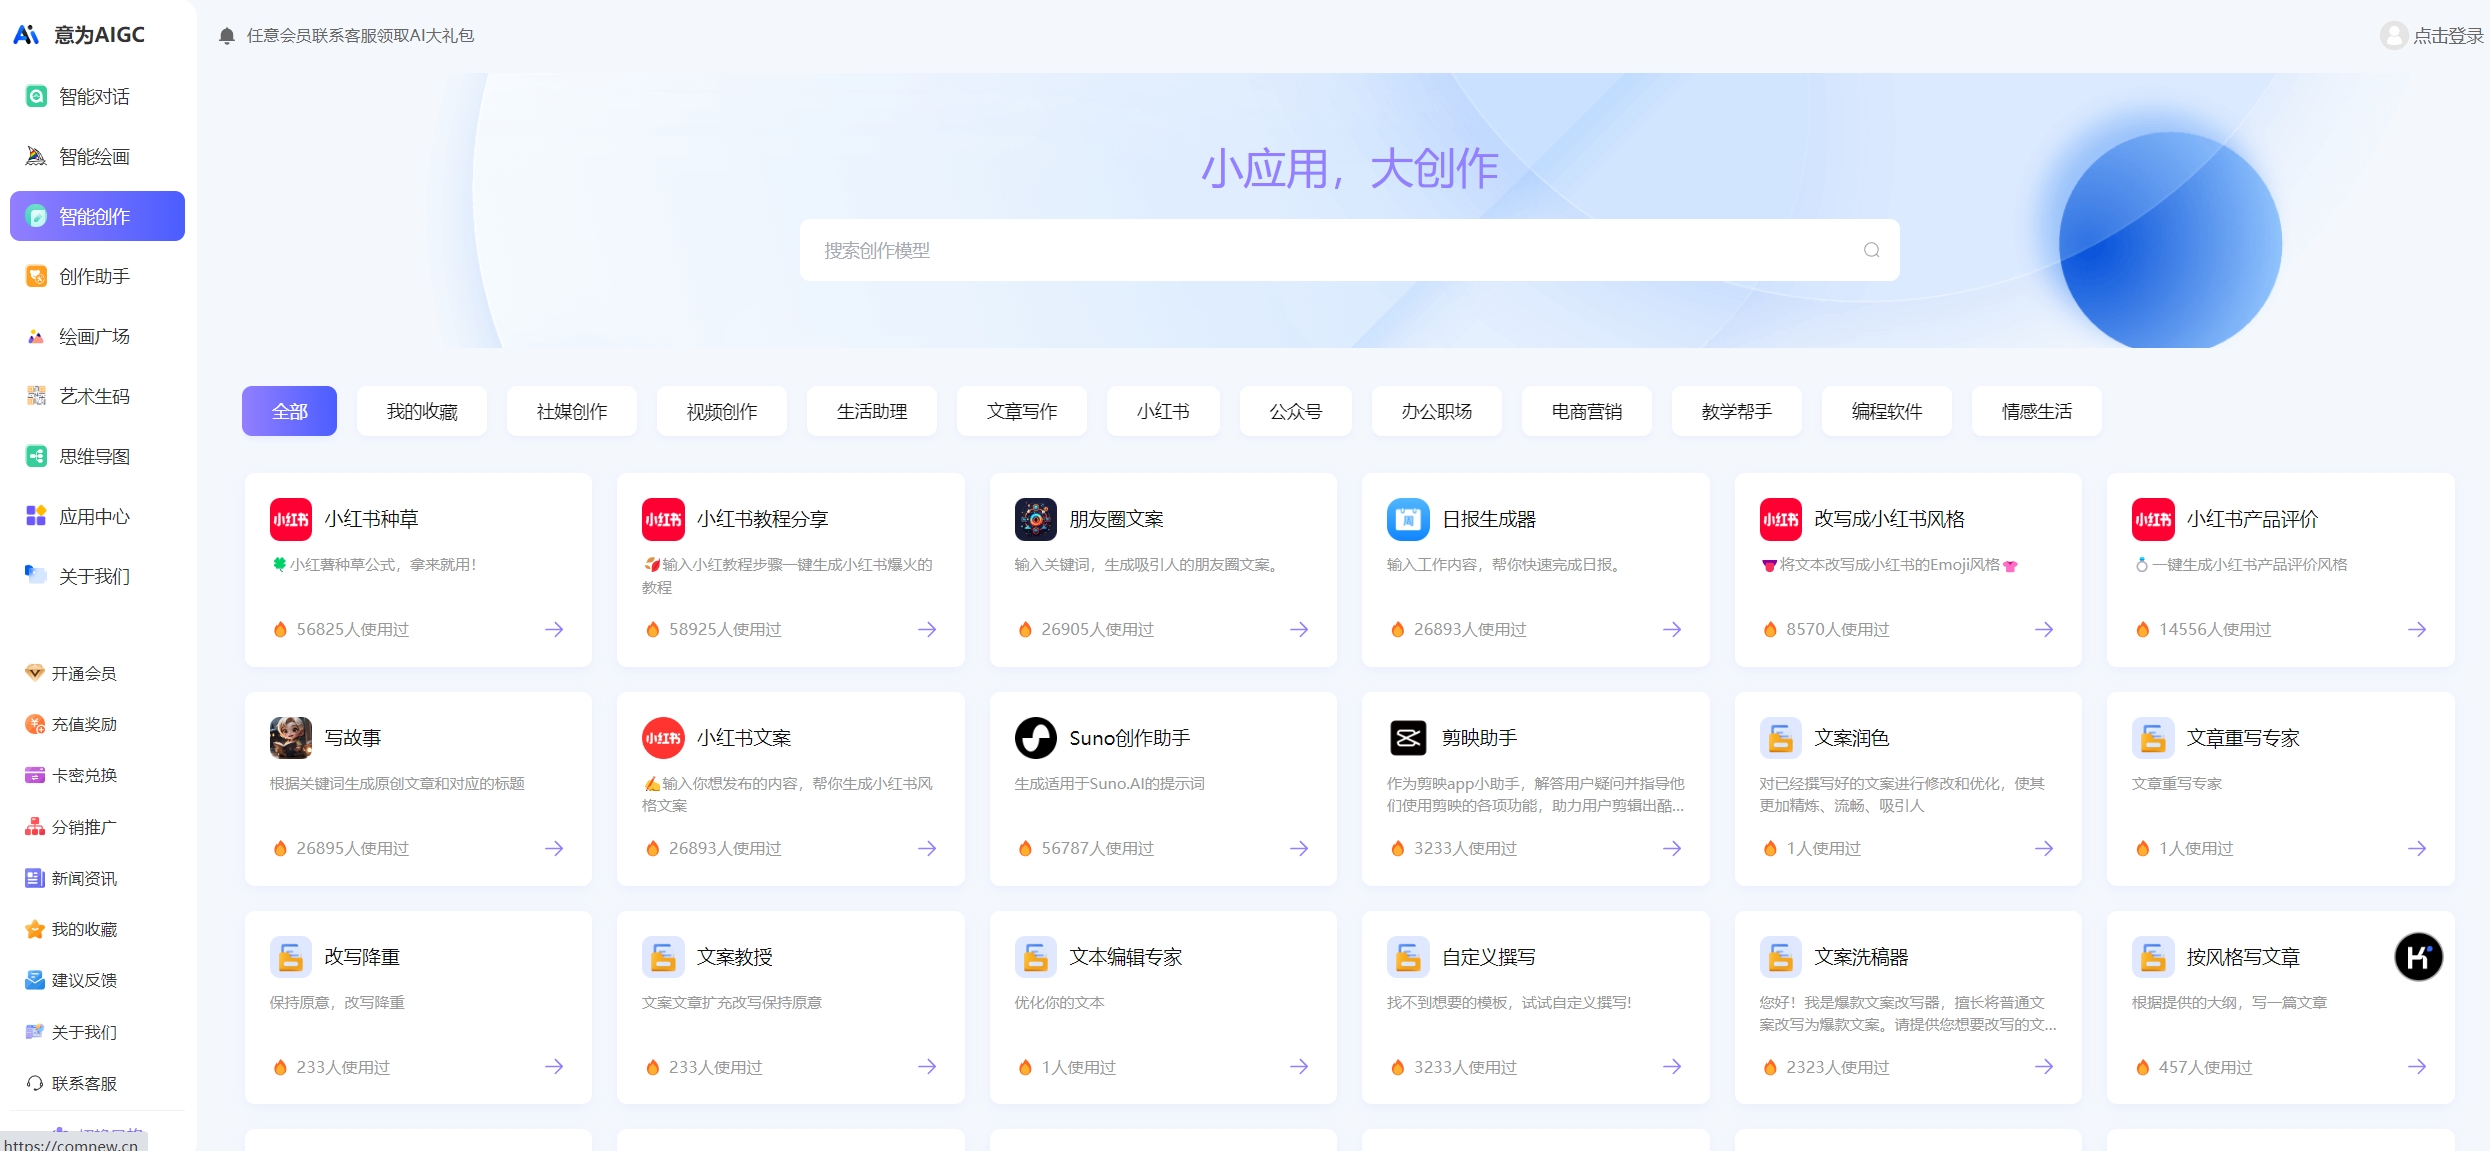 意为AIGC
任意会员联系客服领取AI大礼包
点击登录
智能对话
智能绘画
智能创作
创作助手
绘画广场
艺术生码
思维导图
应用中心
关于我们
开通会员
充值奖励
卡密兑换
分销推广
新闻资讯
我的收藏
建议反馈
关于我们
联系客服
https://comnew.cn
小应用，大创作
搜索创作模型
全部
我的收藏
社媒创作
视频创作
生活助理
文章写作
小红书
公众号
办公职场
电商营销
教学帮手
编程软件
情感生活
小红书
小红书种草
🍀小红薯种草公式，拿来就用！
56825人使用过
小红书
小红书教程分享
输入小红教程步骤一键生成小红书爆火的
教程
58925人使用过
朋友圈文案
输入关键词，生成吸引人的朋友圈文案。
26905人使用过
周
日报生成器
输入工作内容，帮你快速完成日报。
26893人使用过
小红书
改写成小红书风格
👙将文本改写成小红书的Emoji风格👚
8570人使用过
小红书
小红书产品评价
💍一键生成小红书产品评价风格
14556人使用过
写故事
根据关键词生成原创文章和对应的标题
26895人使用过
小红书
小红书文案
✍️输入你想发布的内容，帮你生成小红书风
格文案
26893人使用过
Suno创作助手
生成适用于Suno.AI的提示词
56787人使用过
剪映助手
作为剪映app小助手，解答用户疑问并指导他
们使用剪映的各项功能，助力用户剪辑出酷...
3233人使用过
文案润色
对已经撰写好的文案进行修改和优化，使其
更加精炼、流畅、吸引人
1人使用过
文章重写专家
文章重写专家
1人使用过
改写降重
保持原意，改写降重
233人使用过
文案教授
文案文章扩充改写保持原意
233人使用过
文本编辑专家
优化你的文本
1人使用过
自定义撰写
找不到想要的模板，试试自定义撰写!
3233人使用过
文案洗稿器
您好！我是爆款文案改写器，擅长将普通文
案改写为爆款文案。请提供您想要改写的文...
2323人使用过
按风格写文章
K
根据提供的大纲，写一篇文章
457人使用过